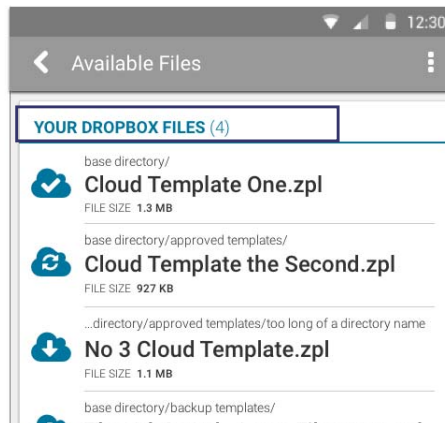 12:30
Available Files
YOUR DROPBOX FILES (4)
base directory/
Cloud Template One.zpl
FILE SIZE 1.3 MB
base directory/approved templates/
Cloud Template the Second.zpl
FILE SIZE 927 KB
...directory/approved templates/too long of a directory name
No 3 Cloud Template.zpl
FILE SIZE 1.1 MB
base directory/backup templates/